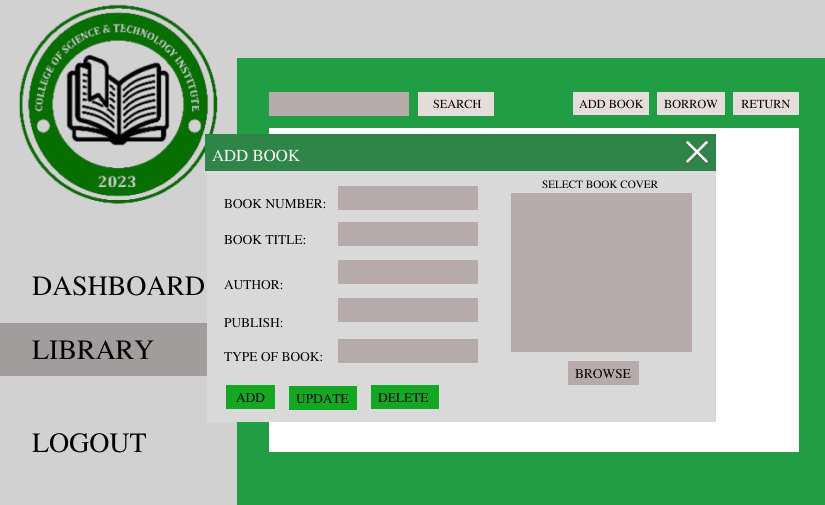 COLLEGE OF SCIENCE & TECHNOLOGY INSTITUTE
2023
DASHBOARD
LIBRARY
LOGOUT
SEARCH
ADD BOOK
BORROW
RETURN
ADD BOOK
BOOK NUMBER:
BOOK TITLE:
AUTHOR:
PUBLISH:
TYPE OF BOOK:
ADD
UPDATE
DELETE
SELECT BOOK COVER
BROWSE